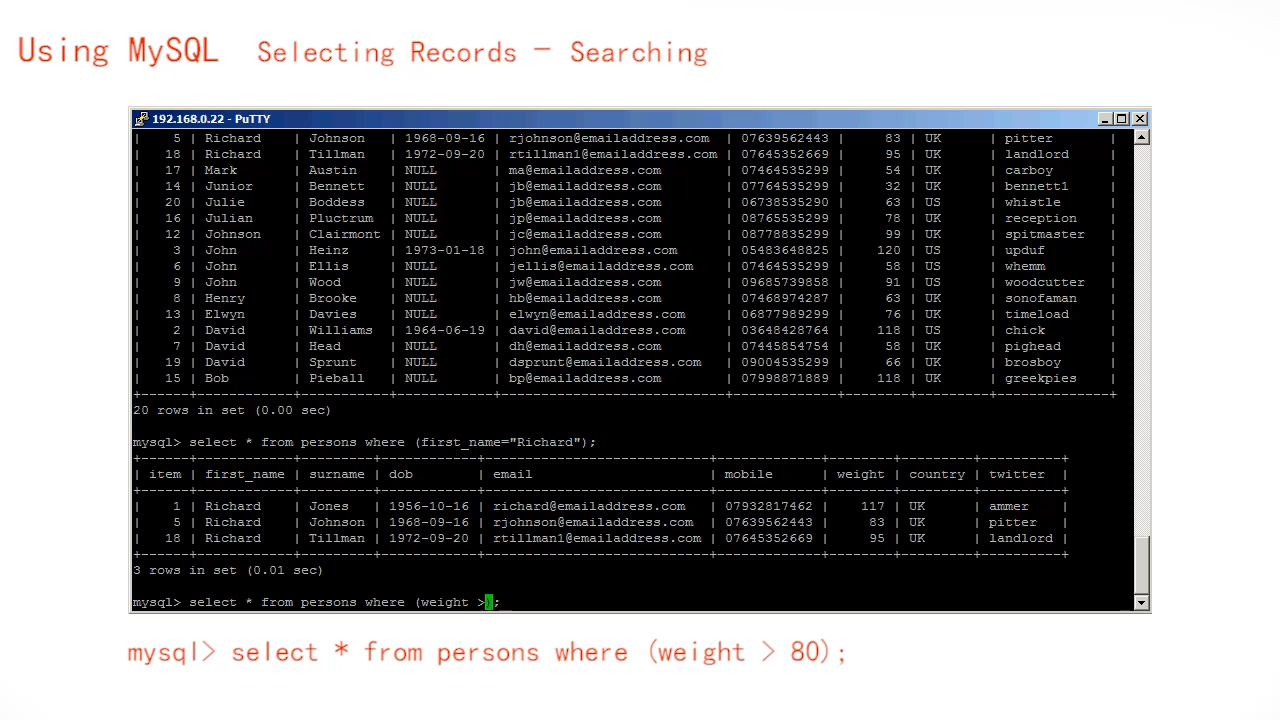 Using MySQL Selecting Records - Searching
192.168.0.22 - PuTTY
| 5 | Richard | Johnson | 1968-09-16 | rjohnson@emailaddress.com | 07639562443 | 83 | UK | pitter |
| 18 | Richard | Tillman | 1972-09-20 | rtillman1@emailaddress.com | 07645352669 | 95 | UK | landlord |
| 17 | Mark | Austin | NULL | ma@emailaddress.com | 07464535299 | 54 | UK | carboy |
| 14 | Junior | Bennett | NULL | jb@emailaddress.com | 07764535299 | 32 | UK | bennett1 |
| 20 | Julie | Boddess | NULL | jb@emailaddress.com | 06738535290 | 63 | US | whistle |
| 16 | Julian | Pluctrum | NULL | jp@emailaddress.com | 08765535299 | 78 | UK | reception |
| 12 | Johnson | Clairmont | NULL | jc@emailaddress.com | 08778835299 | 99 | UK | spitmaster |
| 3 | John | Heinz | 1973-01-18 | john@emailaddress.com | 05483648825 | 120 | US | upduf |
| 6 | John | Ellis | NULL | jellis@emailaddress.com | 07464535299 | 58 | US | whemm |
| 9 | John | Wood | NULL | jw@emailaddress.com | 09685739858 | 91 | US | woodcutter |
| 8 | Henry | Brooke | NULL | hb@emailaddress.com | 07468974287 | 63 | UK | sonofaman |
| 13 | Elwyn | Davies | NULL | elwyn@emailaddress.com | 06877989299 | 76 | UK | timeload |
| 2 | David | Williams | 1964-06-19 | david@emailaddress.com | 03648428764 | 118 | US | chick |
| 7 | David | Head | NULL | dh@emailaddress.com | 07445854754 | 58 | UK | pighead |
| 19 | David | Sprunt | NULL | dsprunt@emailaddress.com | 09004535299 | 66 | UK | brosboy |
| 15 | Bob | Pieball | NULL | bp@emailaddress.com | 07998871889 | 118 | UK | greekpies |
20 rows in set (0.00 sec)
mysql> select * from persons where (first_name="Richard");
| item | first_name | surname | dob | email | mobile | weight | country | twitter |
| 1 | Richard | Jones | 1956-10-16 | richard@emailaddress.com | 07932817462 | 117 | UK | ammer |
| 5 | Richard | Johnson | 1968-09-16 | rjohnson@emailaddress.com | 07639562443 | 83 | UK | pitter |
| 18 | Richard | Tillman | 1972-09-20 | rtillman1@emailaddress.com | 07645352669 | 95 | UK | landlord |
3 rows in set (0.01 sec)
mysql> select * from persons where (weight >);
mysql> select * from persons where (weight > 80);